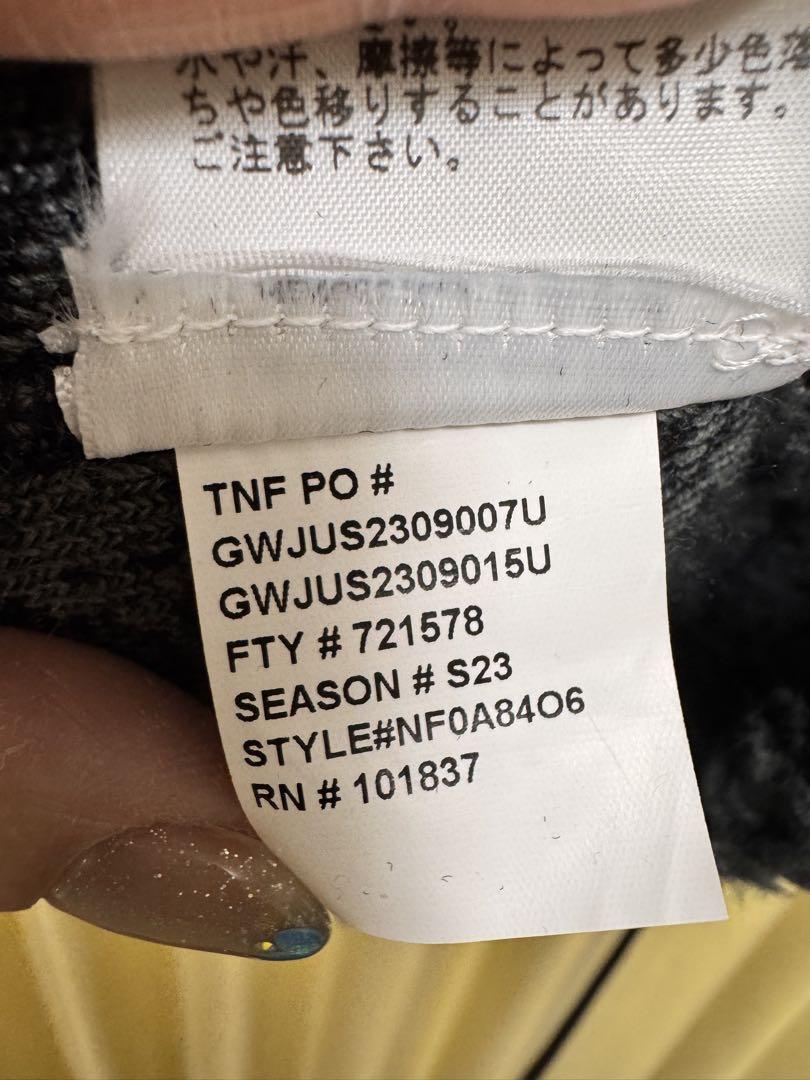 水や汗、摩擦等によって多少色落
ちや色移りすることがあります。
ご注意下さい。
TNF PO #
GWJUS2309007U
GWJUS2309015U
FTY # 721578
SEASON # S23
STYLE#NF0A84O6
RN # 101837